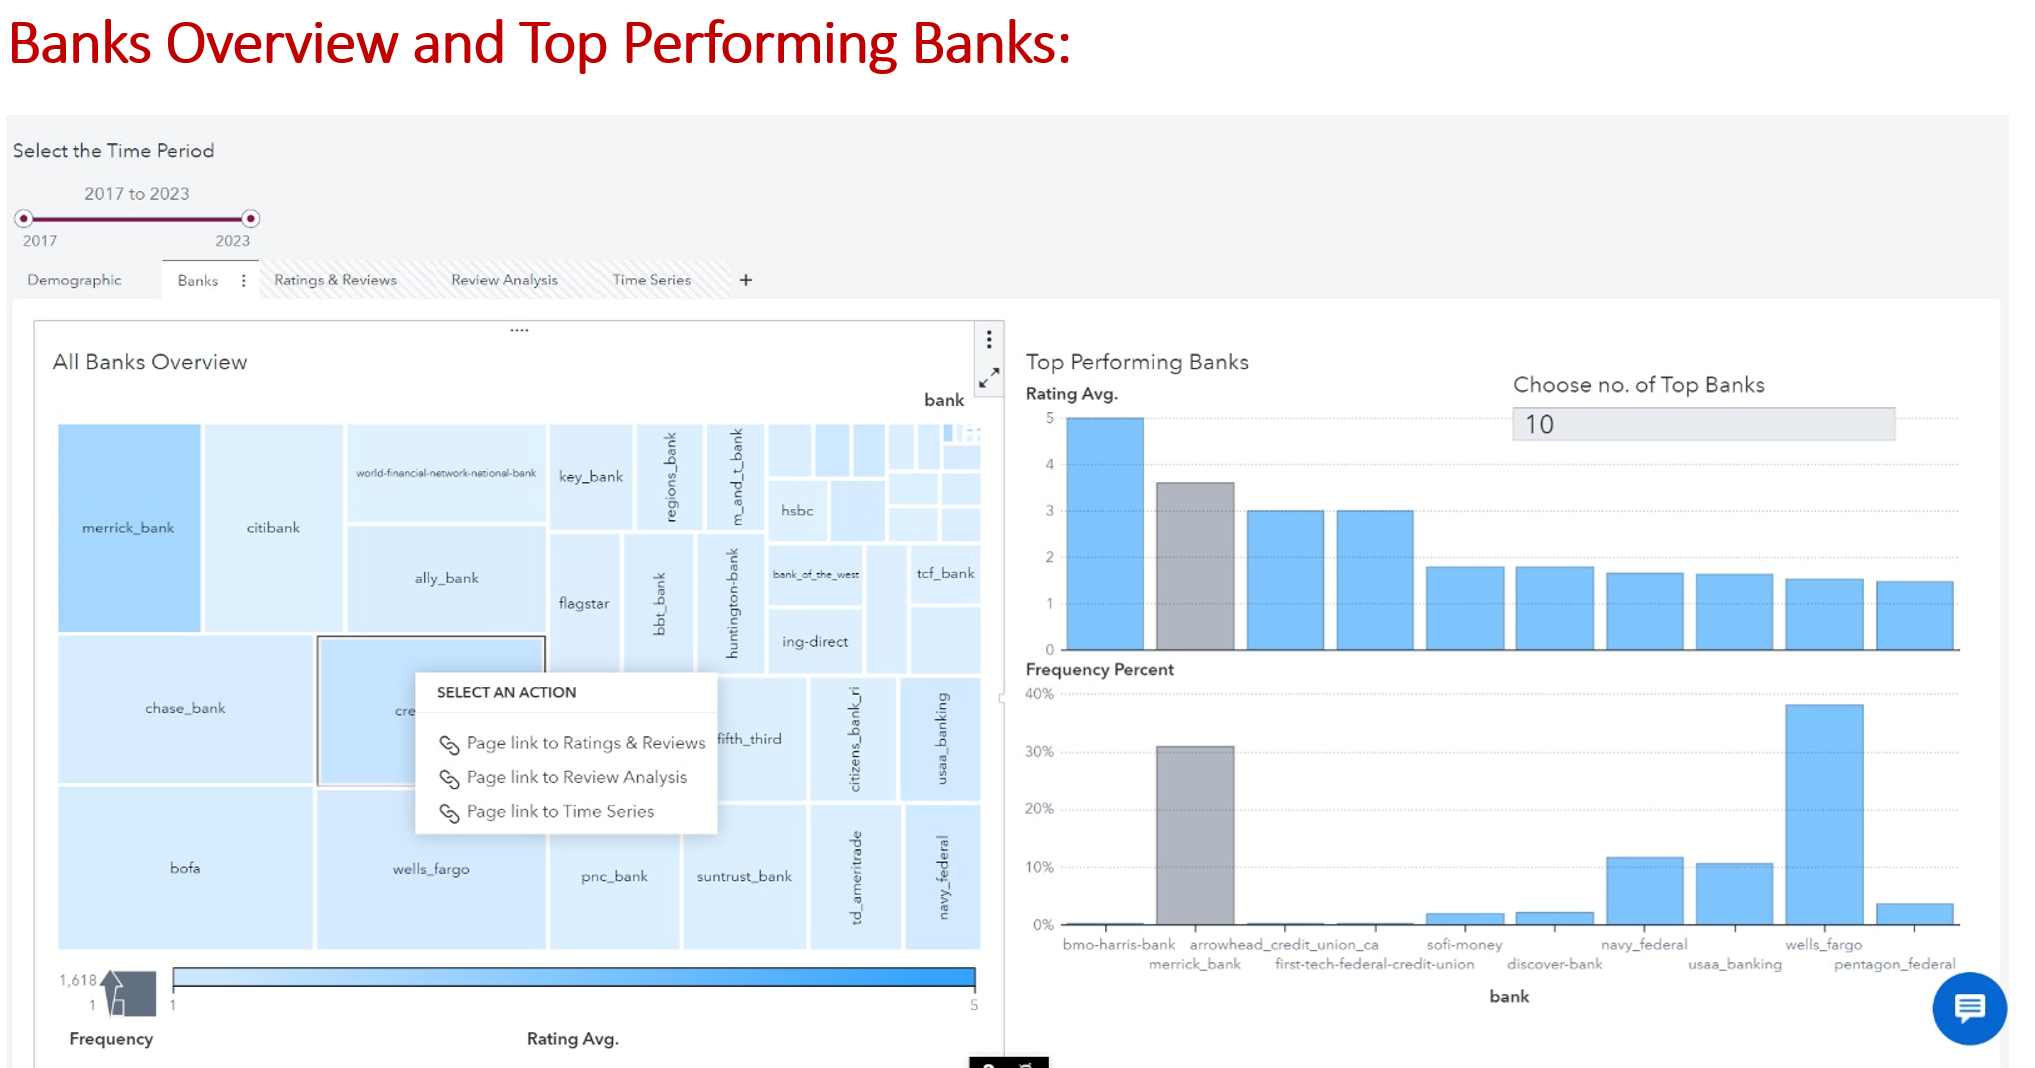 Banks Overview and Top Performing Banks:
Select the Time Period
2017 to 2023
2017
2023
Demographic
Banks
Ratings & Reviews
Review Analysis
Time Series
+
All Banks Overview
bank
merrick_bank
citibank
world-financial-network-national-bank
ally_bank
key_bank
regions_bank
m_and_t_bank
hsbc
flagstar
bbt_bank
huntington-bank
bank_of_the_west
tcf_bank
ing-direct
chase_bank
cre
SELECT AN ACTION
Page link to Ratings & Reviews
Page link to Review Analysis
Page link to Time Series
fifth_third
citizens_bank_ri
usaa_banking
bofa
wells_fargo
pnc_bank
suntrust_bank
td_ameritrade
navy_federal
1,618
1
Frequency
1
5
Rating Avg.
Top Performing Banks
Rating Avg.
Choose no. of Top Banks
10
5
4
3
2
1
0
Frequency Percent
40%
30%
20%
10%
0%
bmo-harris-bank
arrowhead_credit_union_ca
sofi-money
navy_federal
wells_fargo
merrick_bank
first-tech-federal-credit-union
discover-bank
usaa_banking
pentagon_federal
bank